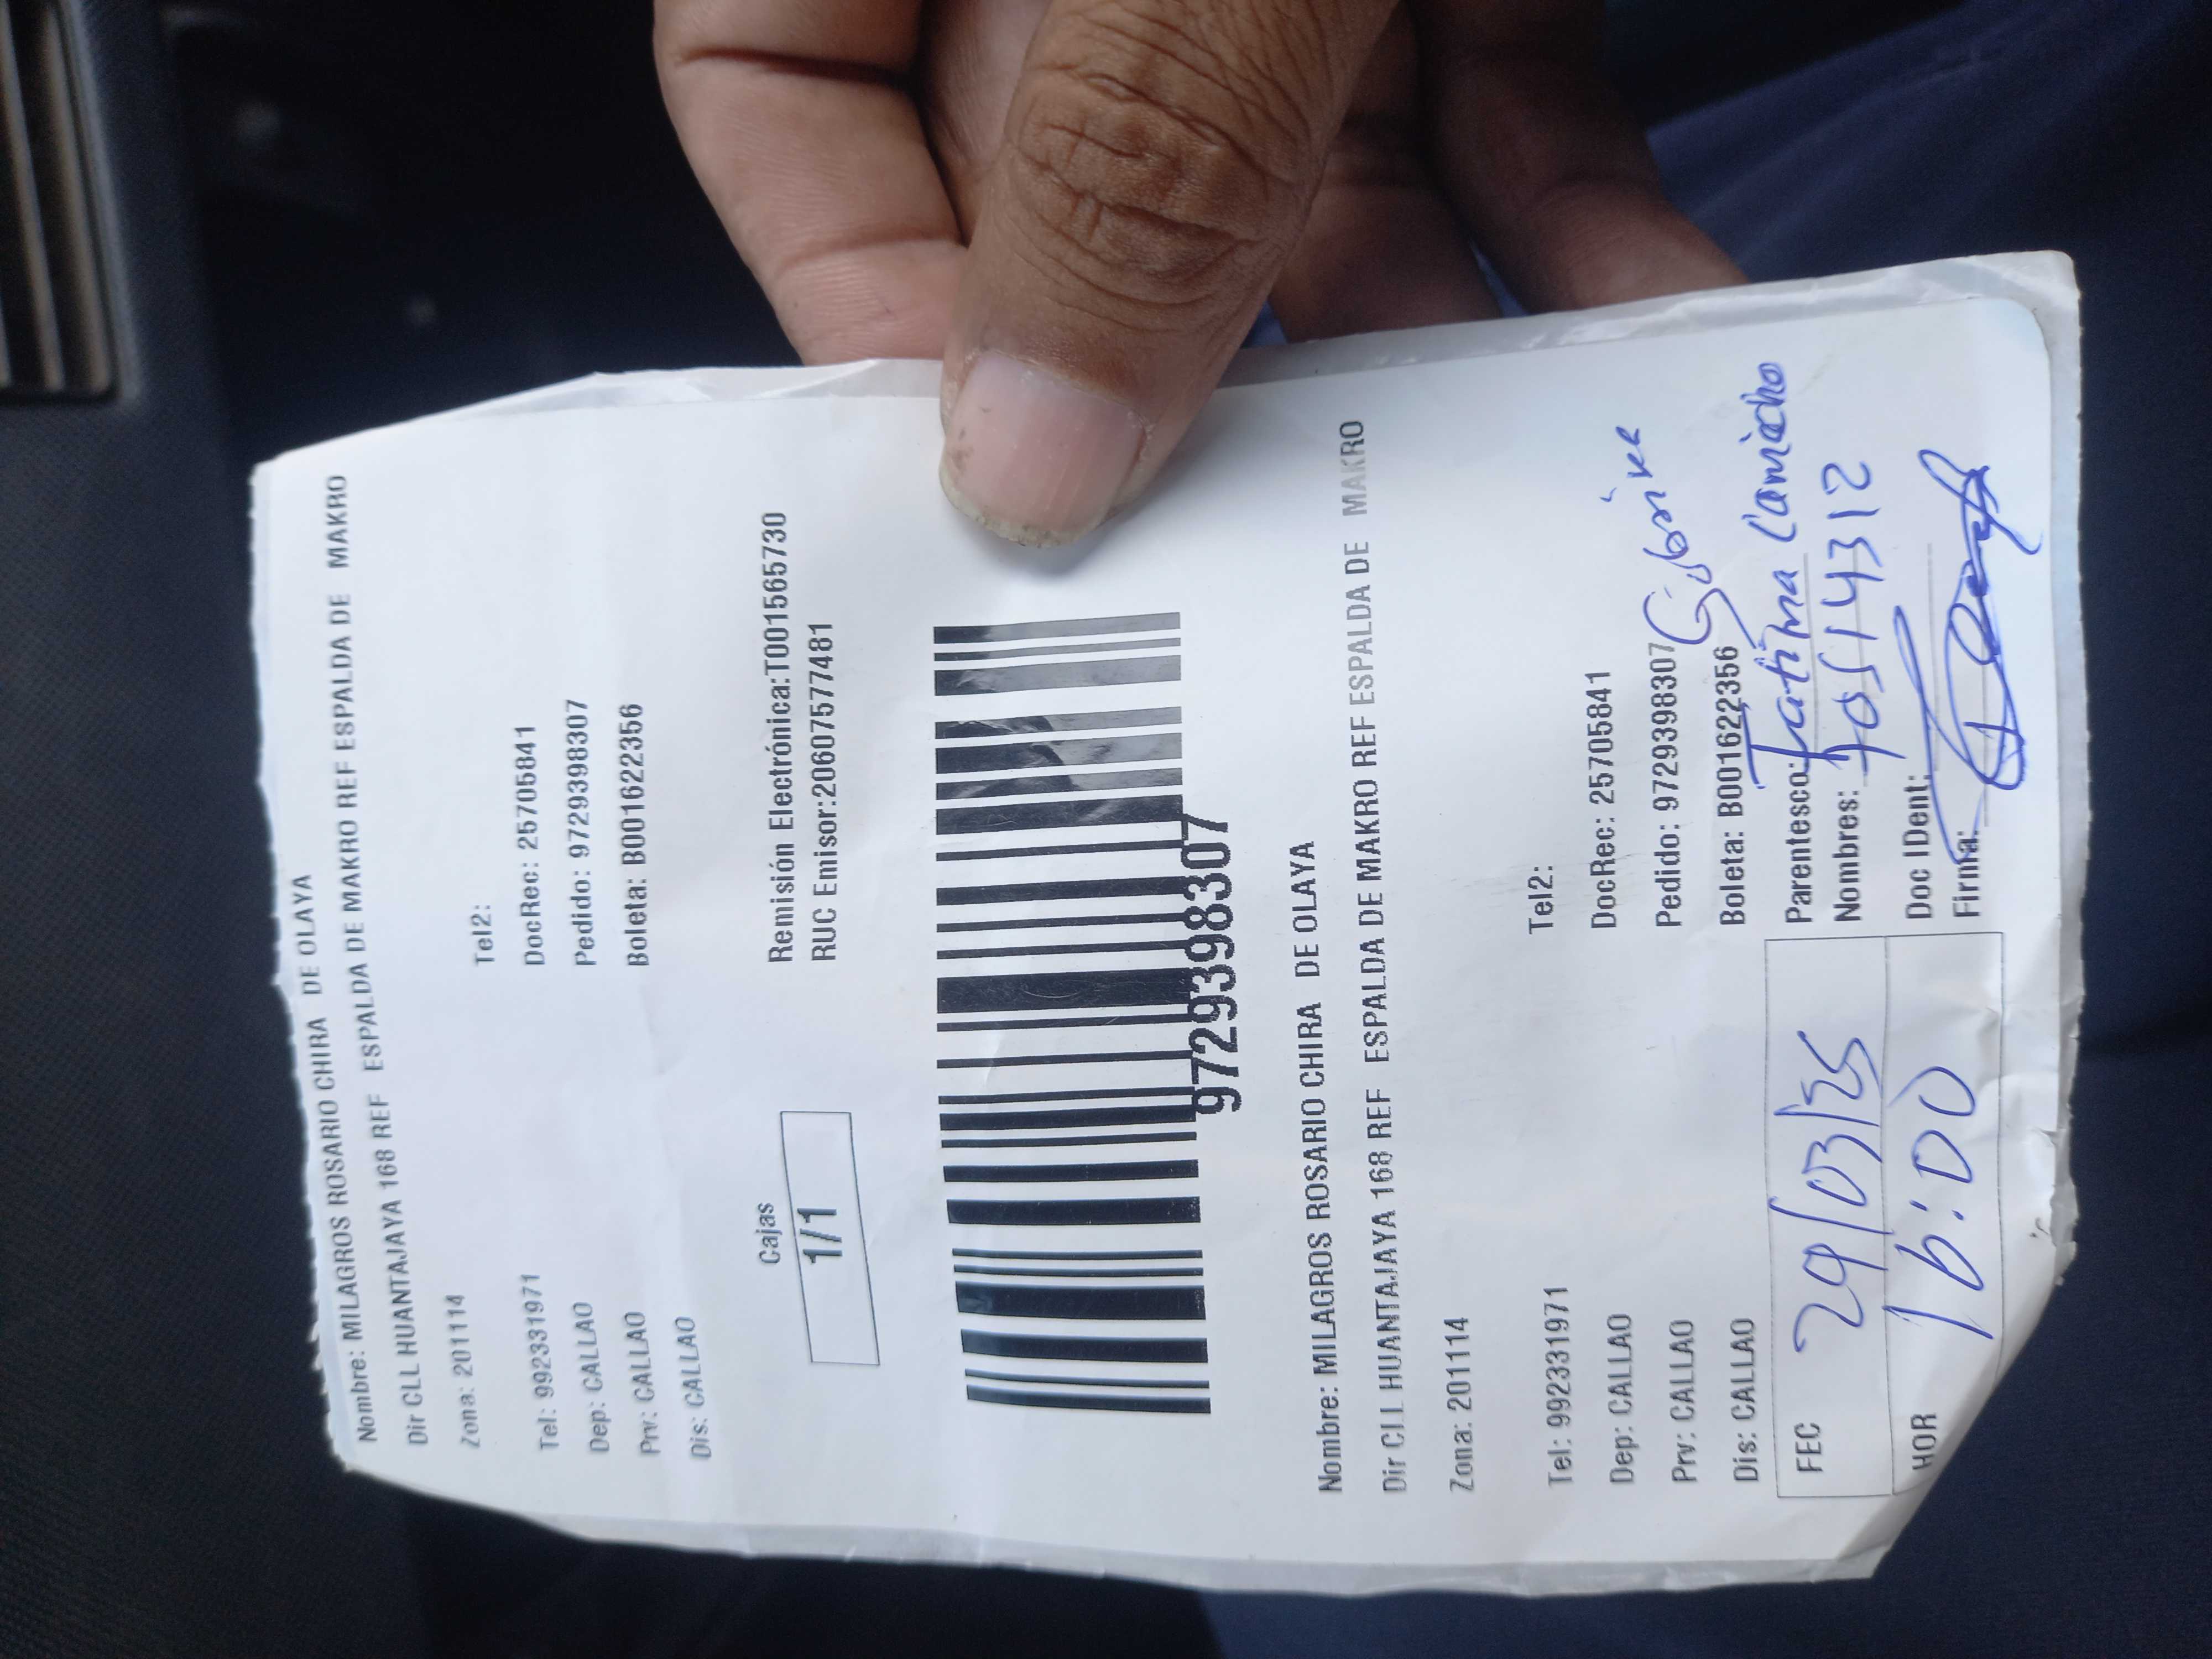 Nombre: MILAGROS ROSARIO CHIRA DE OLAYA
Dir CLL HUANTAJAYA 168 REF ESPALDA DE MAKRO REF ESPALDA DE MAKRO
Zona: 201114
Tel: 992331971 Tel2:
Dep: CALLAO DocRec: 25705841
Prv: CALLAO Pedido: 9729398307
Dis: CALLAO Boleta: B001622356
Cajas Remisión Electrónica:T001565730
1/1 RUC Emisor:20607577481
9729398307
Nombre: MILAGROS ROSARIO CHIRA DE OLAYA
Dir CLL HUANTAJAYA 168 REF ESPALDA DE MAKRO REF ESPALDA DE MAKRO
Zona: 201114
Tel: 992331971 Tel2:
Dep: CALLAO DocRec: 25705841
Prv: CALLAO Pedido: 9729398307
Dis: CALLAO Boleta: B001622356
FEC 29/03/25 Parentesco: Fatima Camacho
Nombres:
HOR 16:00 Doc IDent:
Firma: